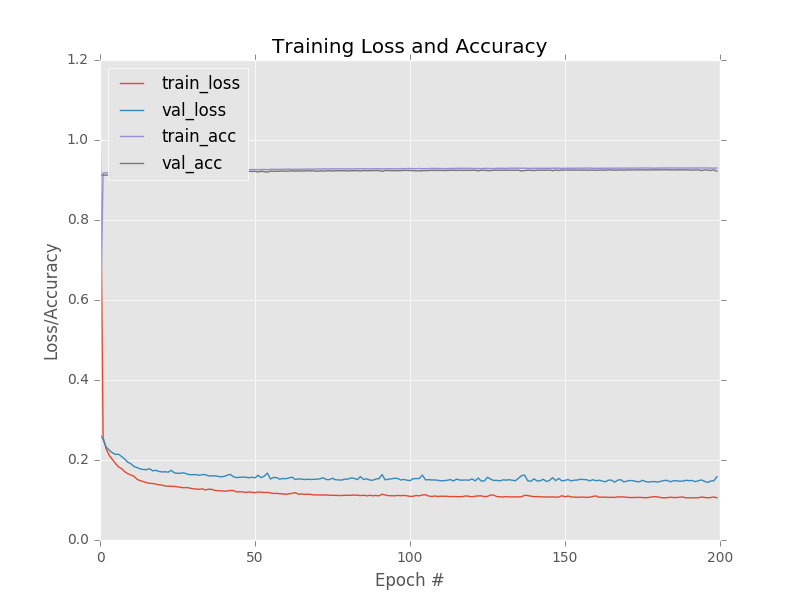 Training Loss and Accuracy
1.2
train_loss
val_loss
train_acc
val_acc
1.0
0.8
0.6
0.4
0.2
0.0
Loss/Accuracy
0 50 100 150 200
Epoch #